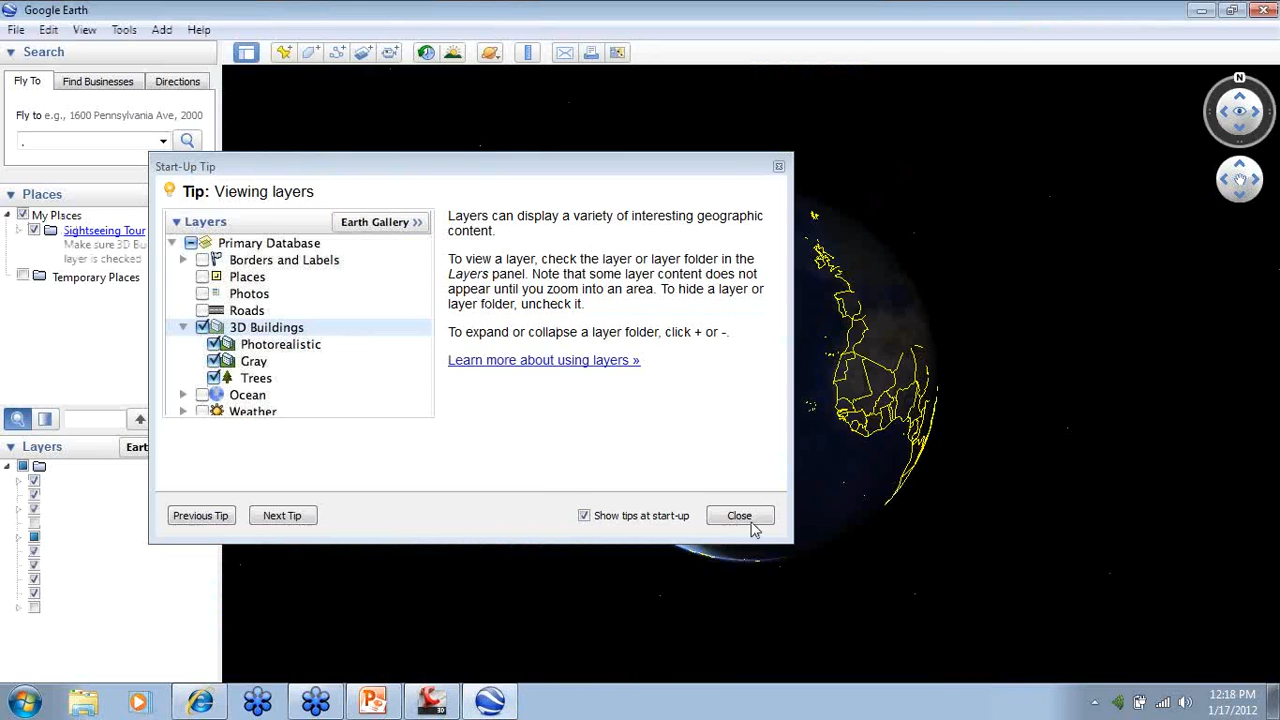 Google Earth
File Edit View Tools Add Help
Search
Fly To Find Businesses Directions
Fly to e.g., 1600 Pennsylvania Ave, 2000
.
Places
My Places
Sightseeing Tour
Make sure 3D Bu
layer is checked
Temporary Places
Layers Eart
Start-Up Tip
Tip: Viewing layers
Layers Earth Gallery >>
Primary Database
Borders and Labels
Places
Photos
Roads
3D Buildings
Photorealistic
Gray
Trees
Ocean
Weather
Layers can display a variety of interesting geographic
content.
To view a layer, check the layer or layer folder in the
Layers panel. Note that some layer content does not
appear until you zoom into an area. To hide a layer or
layer folder, uncheck it.
To expand or collapse a layer folder, click + or -.
Learn more about using layers »
Previous Tip Next Tip Show tips at start-up Close
N
12:18 PM
1/17/2012